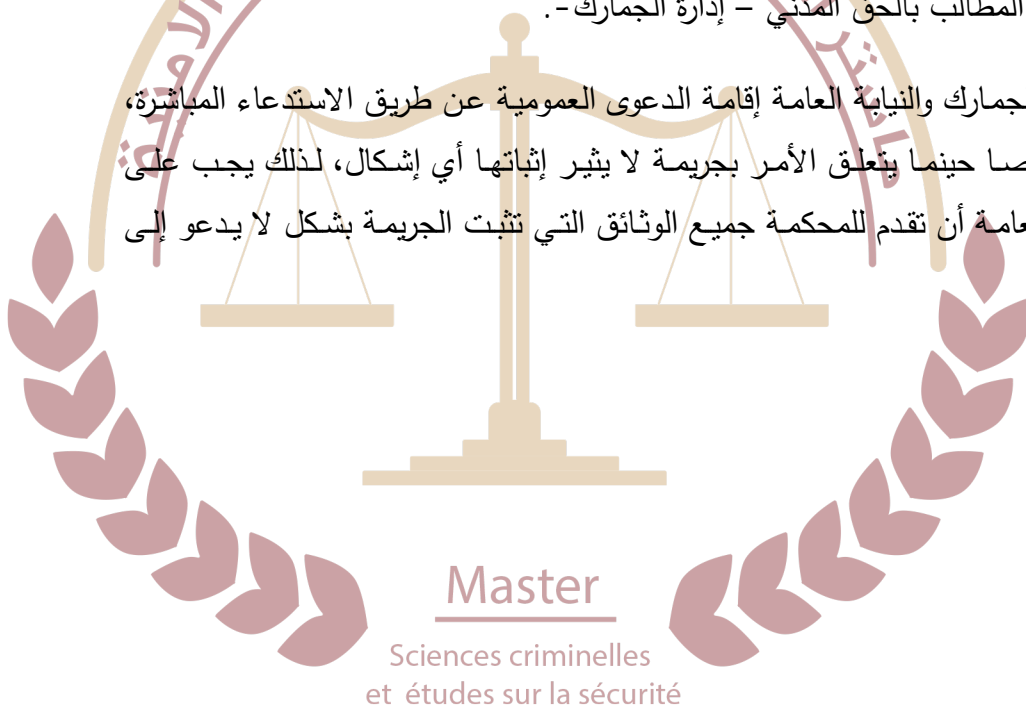 المطالب بالحق المدني – إدارة الجمارك-.
لجمارك والنيابة العامة إقامة الدعوى العمومية عن طريق الاستدعاء المباشرة،
صا حينما يتعلق الأمر بجريمة لا يثير إثباتها أي إشكال، لذلك يجب على
عامة أن تقدم للمحكمة جميع الوثائق التي تثبت الجريمة بشكل لا يدعو إلى
Master
Sciences criminelles
et études sur la sécurité